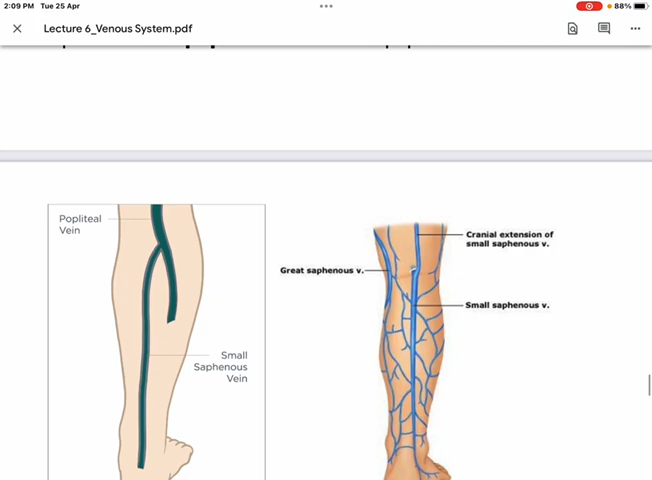 2:09 PM Tue 25 Apr
88%
Lecture 6_Venous System.pdf
Popliteal
Vein
Small
Saphenous
Vein
Cranial extension of
small saphenous v.
Great saphenous v.
Small saphenous v.